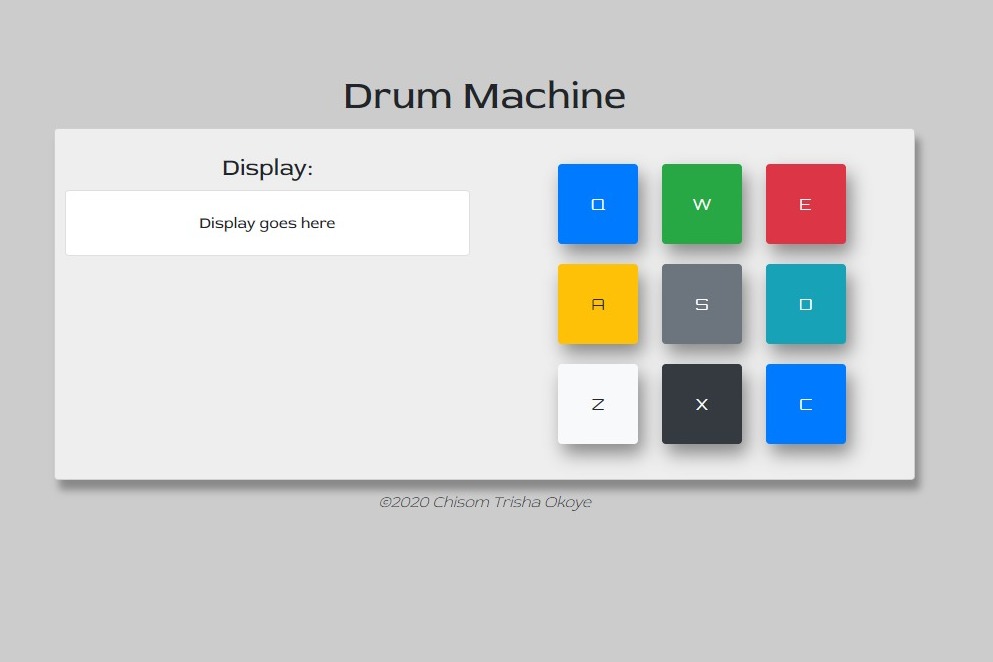 Drum Machine
Display:
Display goes here
Q W E
A S D
Z X C
©2020 Chisom Trisha Okoye